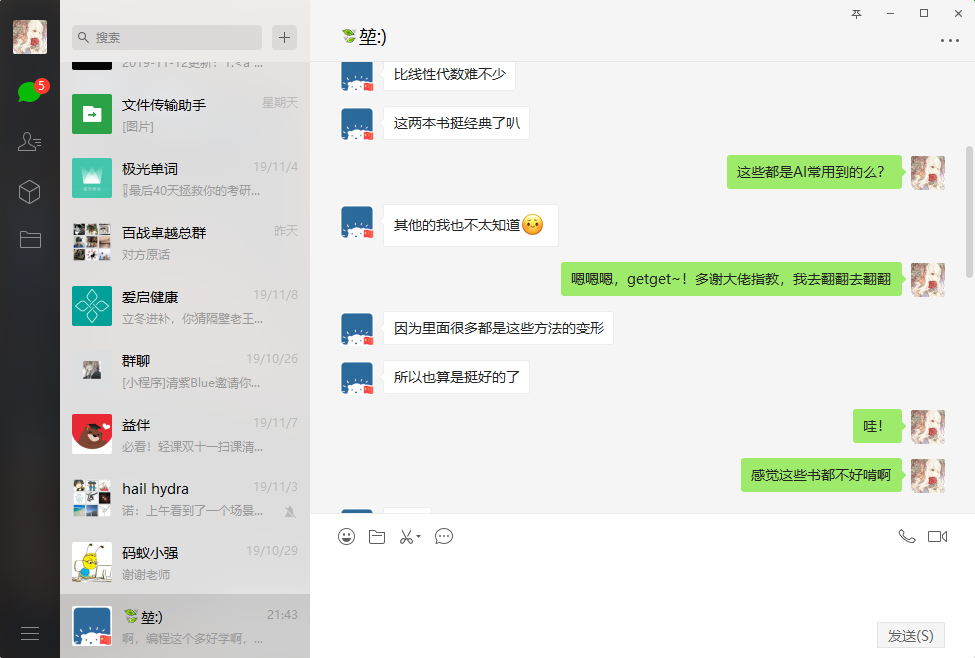 搜索
5
2019-11-12更新！1.<a ...
文件传输助手
星期天
[图片]
极光单词
19/11/4
最后40天拯救你的考研...
百战卓越总群
昨天
对方原话
爱启健康
19/11/8
立冬进补，你猜隔壁老王...
群聊
19/10/26
[小程序]清紫Blue邀请你...
益伴
19/11/7
必看！轻课双十一扫课清...
hail hydra
19/11/3
诺：上午看到了一个场景...
码蚁小强
19/10/29
谢谢老师
堃:)
21:43
啊，编程这个多好学啊，...
堃:)
比线性代数难不少
这两本书挺经典了叭
这些都是AI常用到的么？
其他的我也不太知道
嗯嗯嗯，getget~！多谢大佬指教，我去翻翻去翻翻
因为里面很多都是这些方法的变形
所以也算是挺好的了
哇！
感觉这些书都不好啃啊
发送(S)